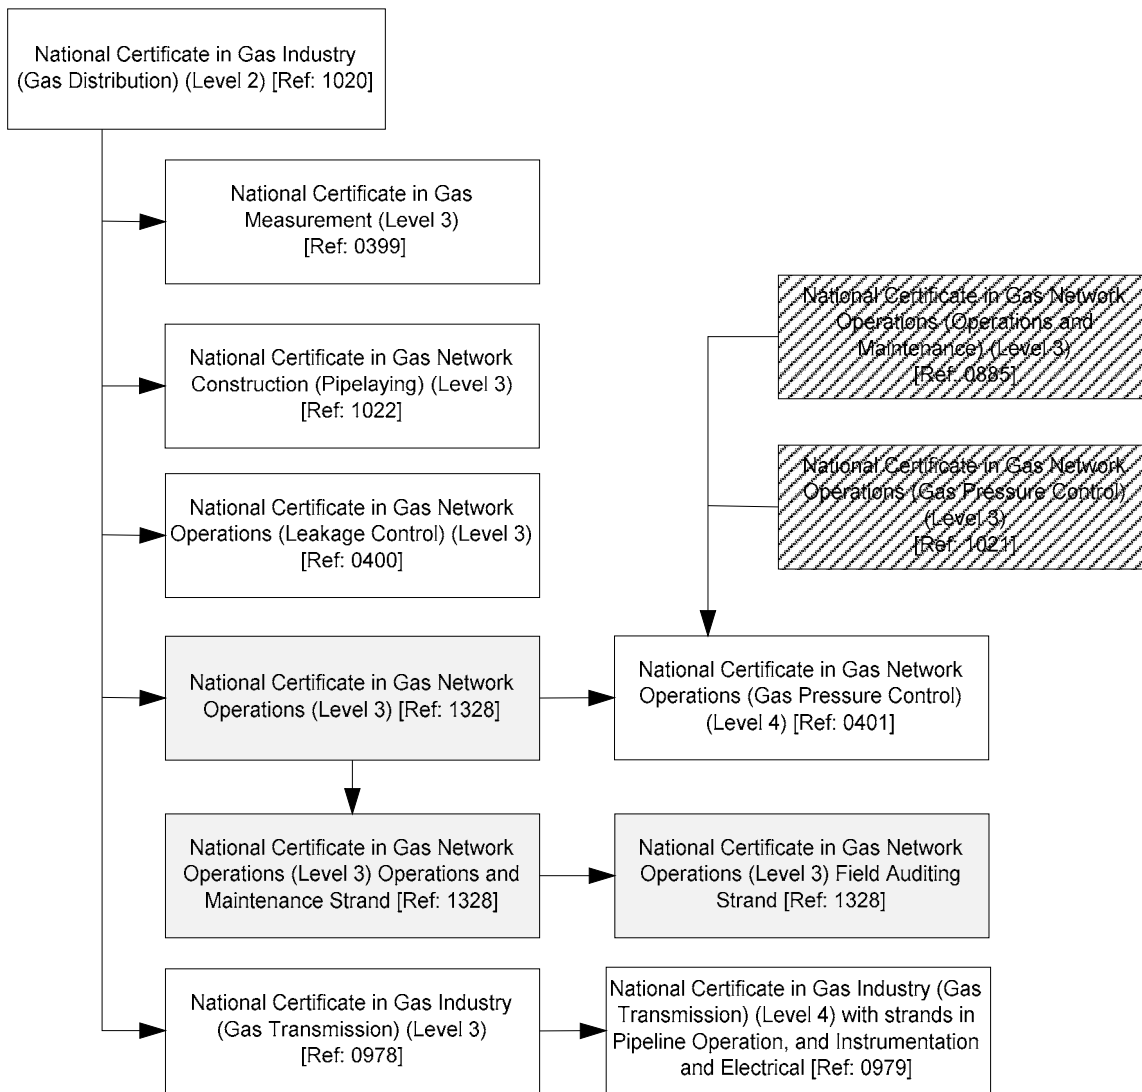 National Certificate in Gas Industry
(Gas Distribution) (Level 2) [Ref: 1020]
National Certificate in Gas
Measurement (Level 3)
[Ref: 0399]
National Certificate in Gas Network
Operations (Operations and
Maintenance) (Level 3)
[Ref: 0885]
National Certificate in Gas Network
Construction (Pipelaying) (Level 3)
[Ref: 1022]
National Certificate in Gas Network
Operations (Gas Pressure Control)
(Level 3)
[Ref: 1021]
National Certificate in Gas Network
Operations (Leakage Control) (Level 3)
[Ref: 0400]
National Certificate in Gas Network
Operations (Level 3) [Ref: 1328]
National Certificate in Gas Network
Operations (Gas Pressure Control)
(Level 4) [Ref: 0401]
National Certificate in Gas Network
Operations (Level 3) Operations and
Maintenance Strand [Ref: 1328]
National Certificate in Gas Network
Operations (Level 3) Field Auditing
Strand [Ref: 1328]
National Certificate in Gas Industry
(Gas Transmission) (Level 3)
[Ref: 0978]
National Certificate in Gas Industry (Gas
Transmission) (Level 4) with strands in
Pipeline Operation, and Instrumentation
and Electrical [Ref: 0979]